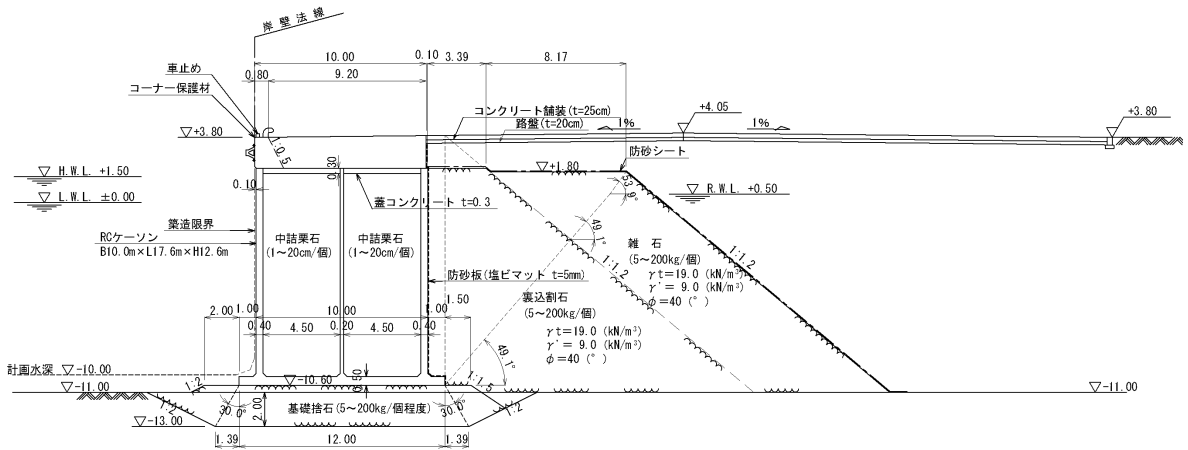 岸壁法線
10.00
0.10
3.39
8.17
車止め
0.80
9.20
コーナー保護材
コンクリート舗装(t=25cm)
路盤(t=20cm)
1%
+4.05
1%
+3.80
+3.80
1:0.5
防砂シート
+1.80
H.W.L. +1.50
0.30
53.9°
R.W.L. +0.50
0.10
L.W.L. ±0.00
蓋コンクリート t=0.3
築造限界
RCケーソン
B10.0m×L17.6m×H12.6m
中詰栗石
(1~20cm/個)
中詰栗石
(1~20cm/個)
49.1°
雑 石
(5~200kg/個)
γt=19.0 (kN/m³)
γ'= 9.0 (kN/m³)
φ=40 (°)
1:1.2
1:1.2
防砂板(塩ビマット t=5mm)
裏込割石
(5~200kg/個)
γt=19.0 (kN/m³)
γ'= 9.0 (kN/m³)
φ=40 (°)
2.00
1.00
10.00
1.00
1.50
0.40
4.50
0.20
4.50
0.40
49.1°
計画水深
-10.00
0.50
-10.60
-11.00
1:2
1:1.5
-11.00
1:2
30.0°
2.00
基礎捨石(5~200kg/個程度)
30.0°
1:2
-13.00
1.39
12.00
1.39